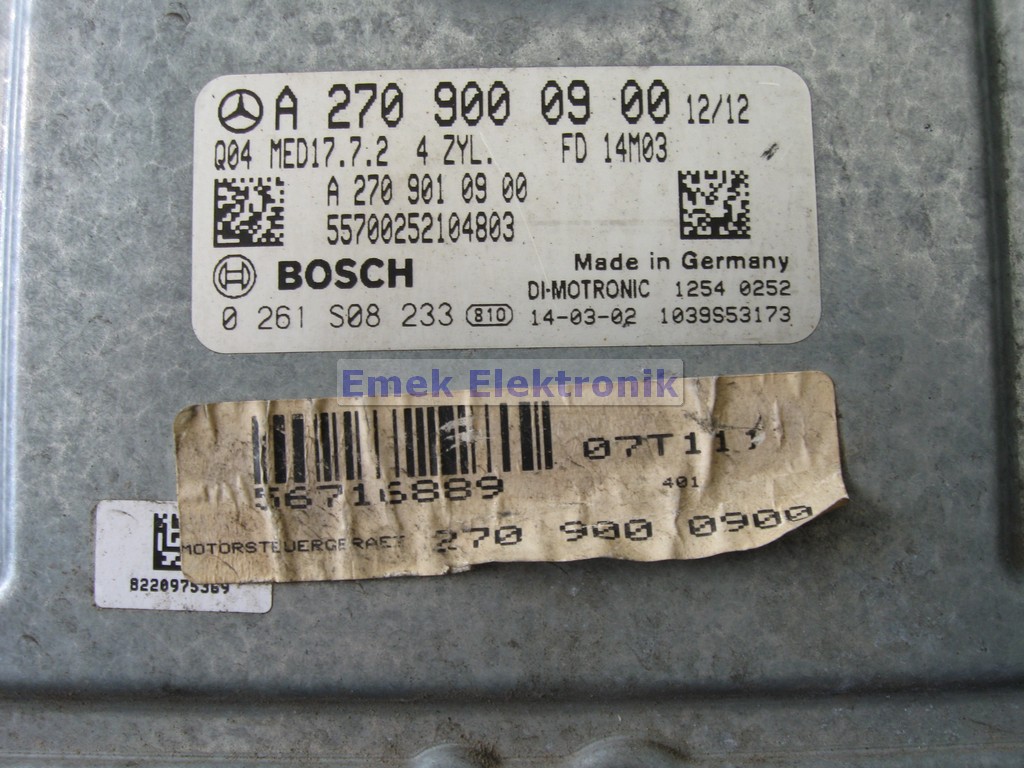 A 270 900 09 00 12/12
Q04 MED17.7.2 4 ZYL. FD 14M03
A 270 901 09 00
55700252104803
Made in Germany
BOSCH
DI-MOTRONIC 1254 0252
0 261 S08 233 810 14-03-02 1039S53173
Emek Elektronik
07T111
56716889
401
MOTORSTEUERGERAET 270 900 0900
8220975369